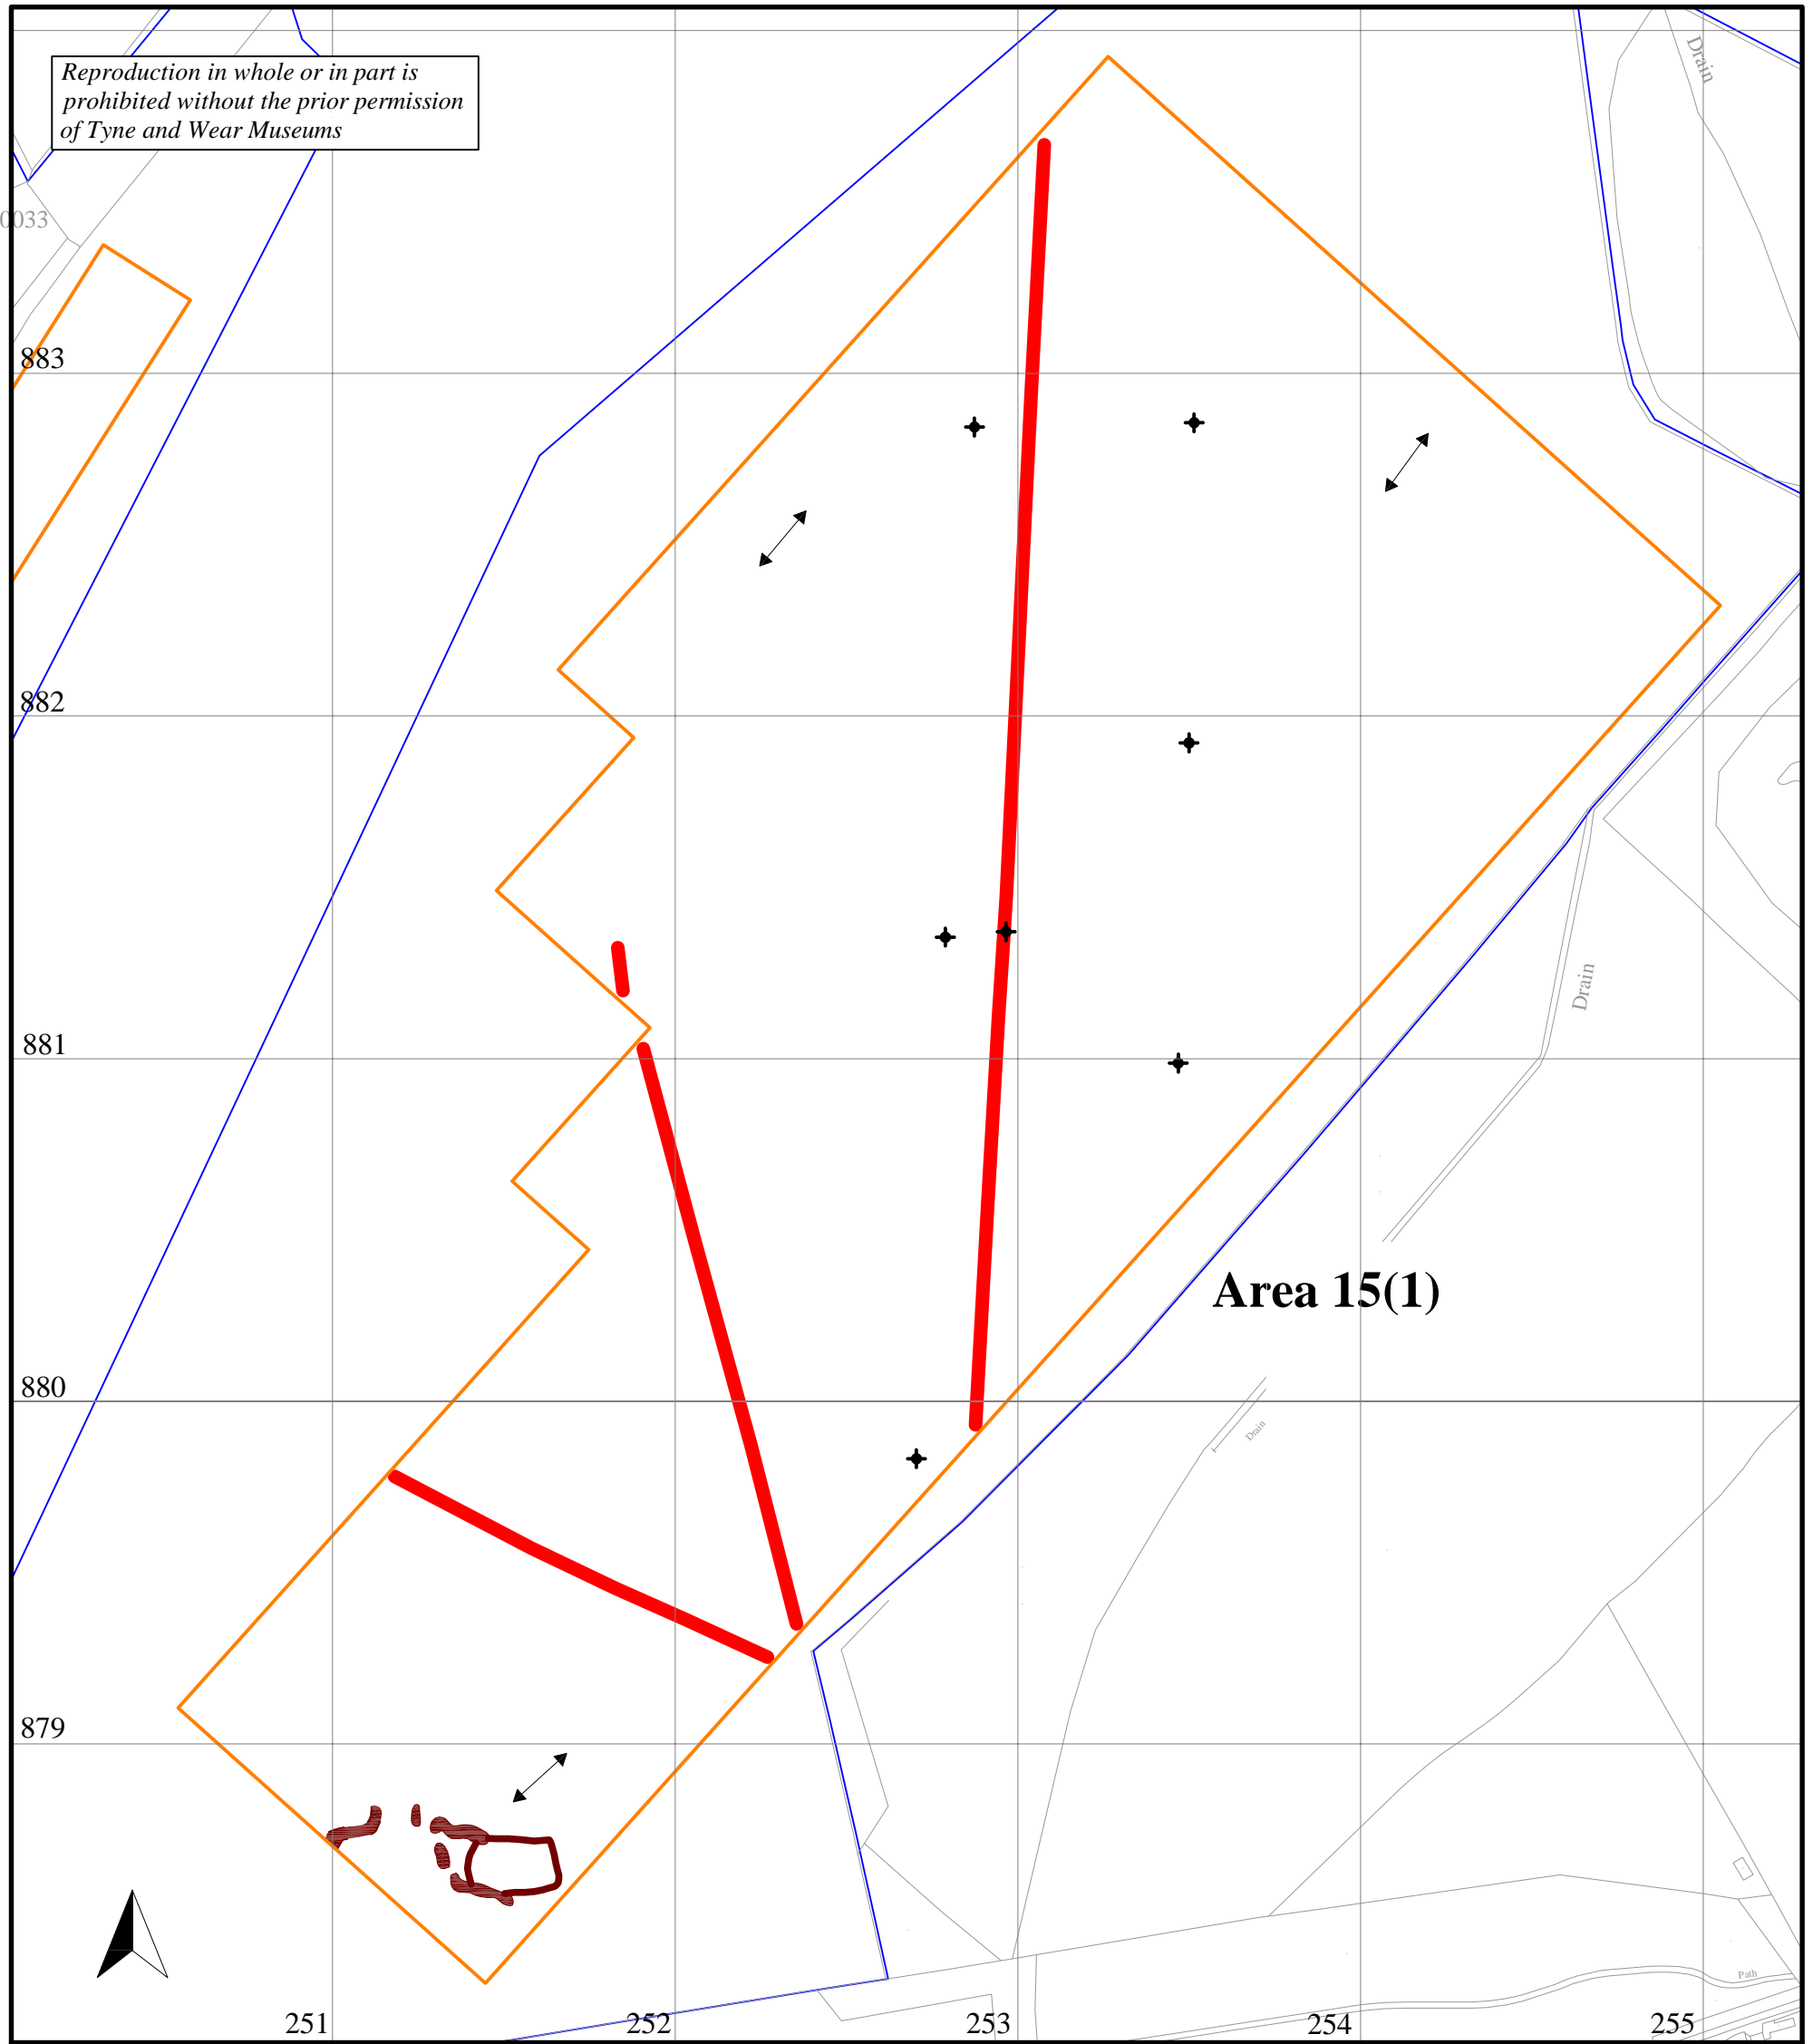 Drain
Reproduction in whole or in part is
prohibited without the prior permission
of Tyne and Wear Museums
0033
883
882
881
Drain
Area 15(1)
880
Drain
879
Path
251
252
253
254
255